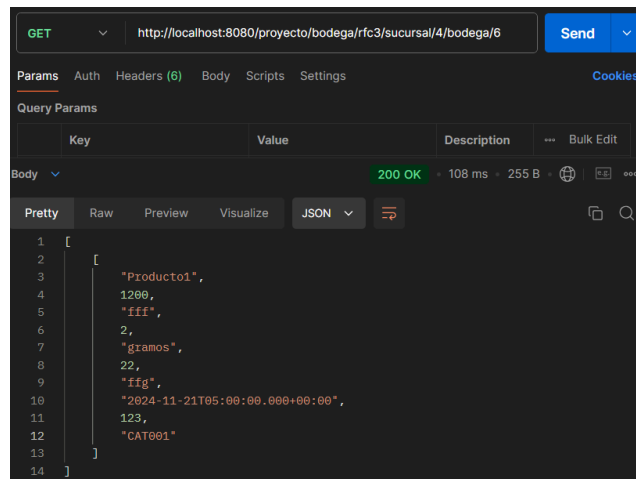 GET http://localhost:8080/proyecto/bodega/rfc3/sucursal/4/bodega/6 Send
Params Auth Headers (6) Body Scripts Settings Cookies
Query Params
Key Value Description Bulk Edit
Body 200 OK 108 ms 255 B e.g.
Pretty Raw Preview Visualize JSON
1 [
2 [
3 "Producto1",
4 1200,
5 "fff",
6 2,
7 "gramos",
8 22,
9 "ffg",
10 "2024-11-21T05:00:00.000+00:00",
11 123,
12 "CAT001"
13 ]
14 ]